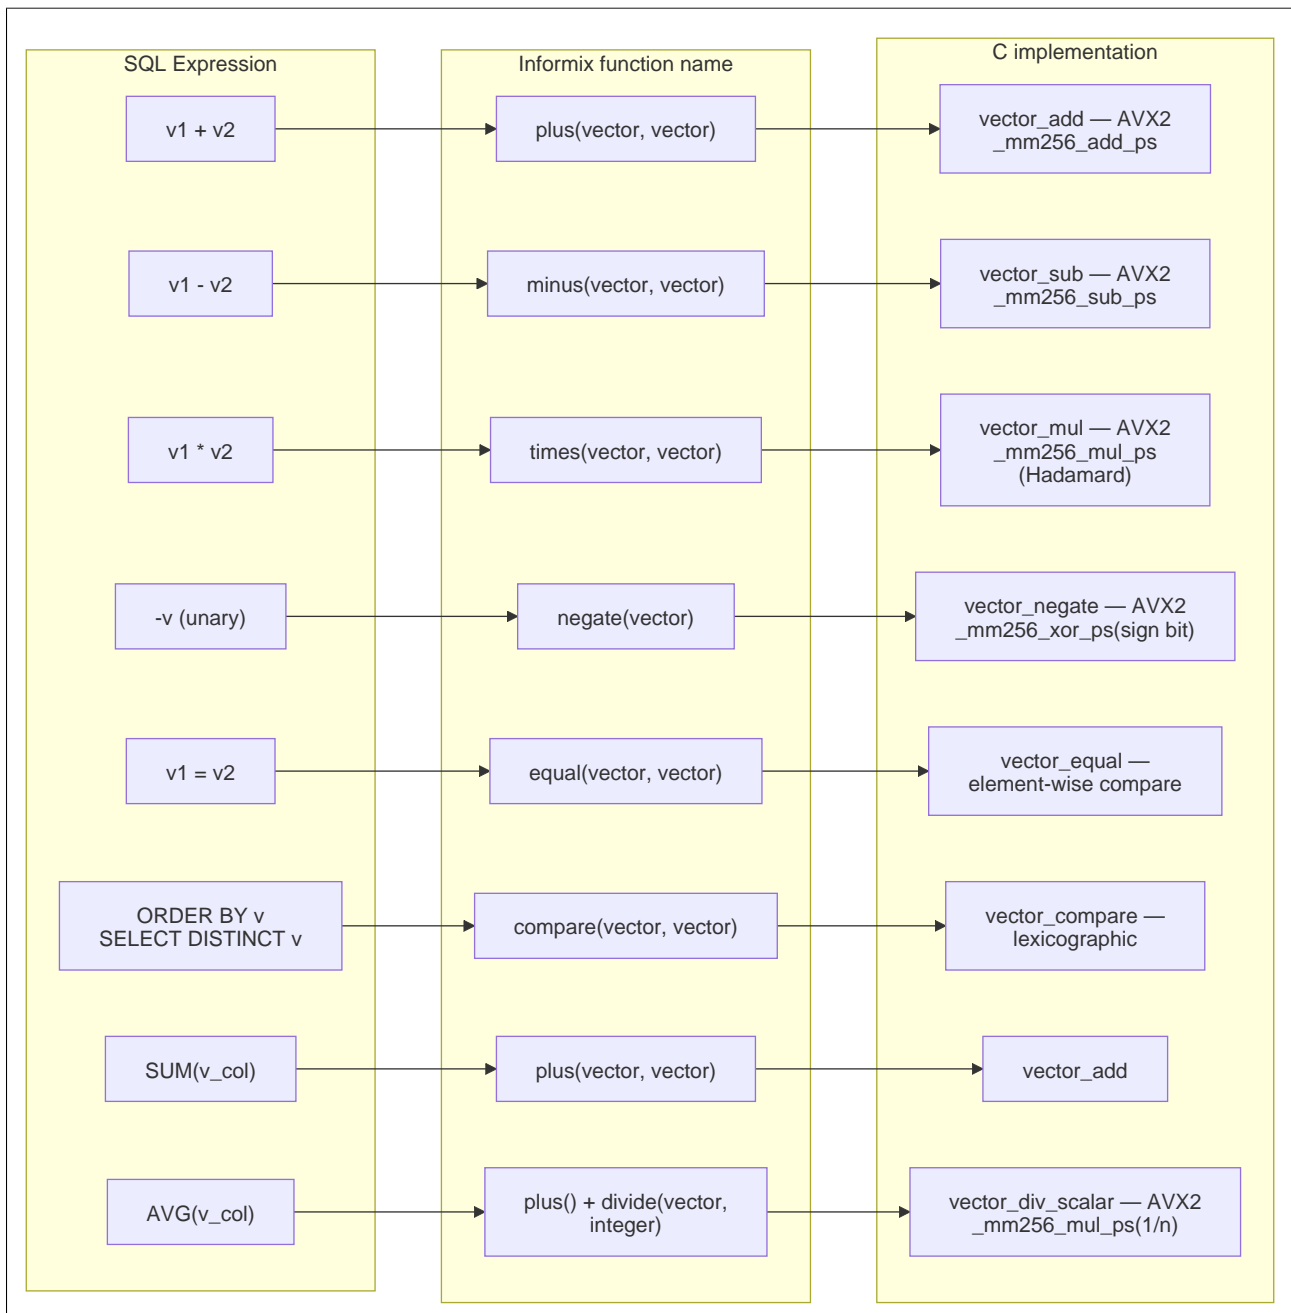 SQL Expression
Informix function name
C implementation
v1 + v2
plus(vector, vector)
vector_add — AVX2
_mm256_add_ps
v1 - v2
minus(vector, vector)
vector_sub — AVX2
_mm256_sub_ps
v1 * v2
times(vector, vector)
vector_mul — AVX2
_mm256_mul_ps
(Hadamard)
-v (unary)
negate(vector)
vector_negate — AVX2
_mm256_xor_ps(sign bit)
v1 = v2
equal(vector, vector)
vector_equal —
element-wise compare
ORDER BY v
SELECT DISTINCT v
compare(vector, vector)
vector_compare —
lexicographic
SUM(v_col)
plus(vector, vector)
vector_add
AVG(v_col)
plus() + divide(vector,
integer)
vector_div_scalar — AVX2
_mm256_mul_ps(1/n)